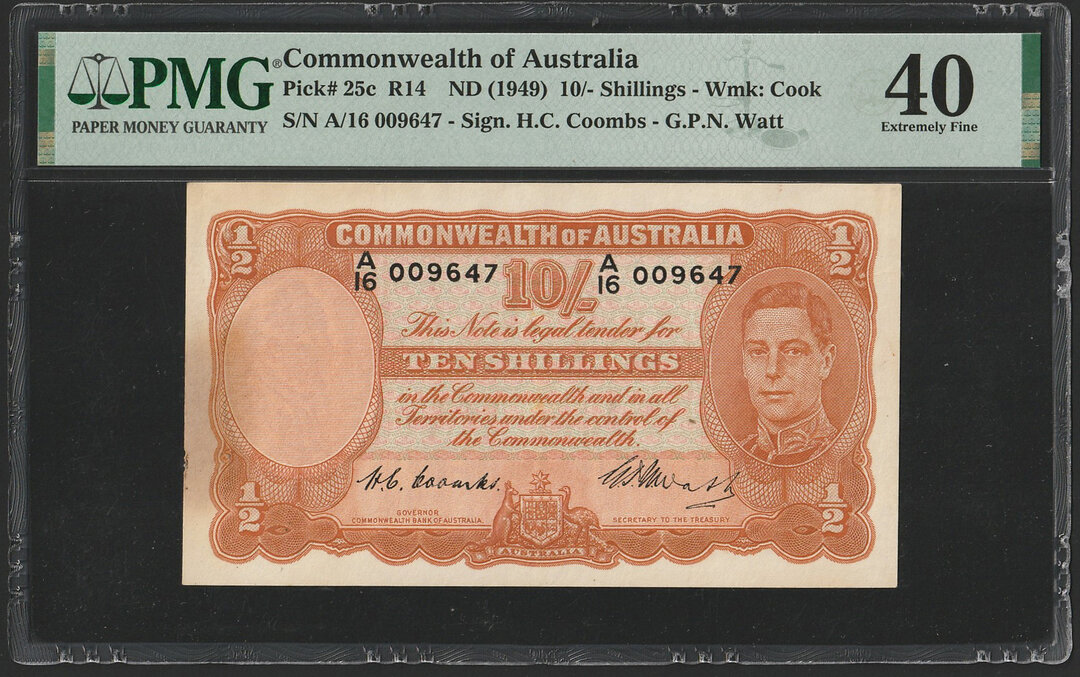 PMG®
PAPER MONEY GUARANTY
Commonwealth of Australia
Pick# 25c R14 ND (1949) 10/- Shillings - Wmk: Cook
S/N A/16 009647 - Sign. H.C. Coombs - G.P.N. Watt
40
Extremely Fine
1/2
COMMONWEALTH OF AUSTRALIA
1/2
A/16 009647
10/-
A/16 009647
This Note is legal tender for
TEN SHILLINGS
in the Commonwealth and in all
Territories under the control of
the Commonwealth.
H.C. Coombs.
G.P.N. Watt
GOVERNOR
COMMONWEALTH BANK OF AUSTRALIA.
SECRETARY TO THE TREASURY
1/2
1/2
AUSTRALIA